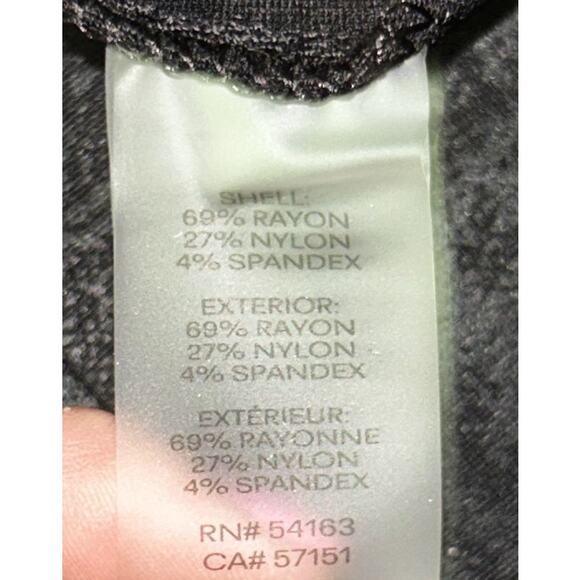 SHELL:
69% RAYON
27% NYLON
4% SPANDEX
EXTERIOR:
69% RAYON
27% NYLON
4% SPANDEX
EXTÉRIEUR:
69% RAYONNE
27% NYLON
4% SPANDEX
RN# 54163
CA# 57151